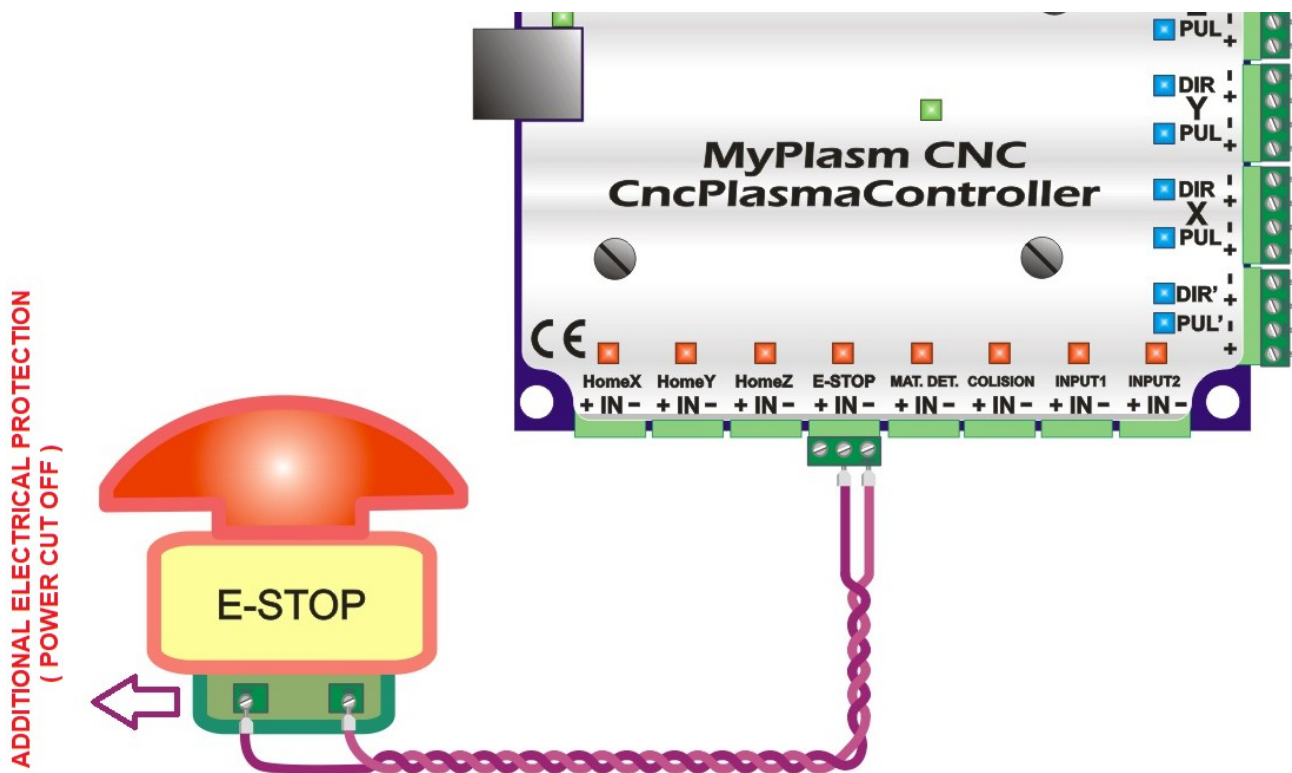 PUL
- +
DIR
Y
PUL
- +
- +
MyPlasm CNC
CncPlasmaController
DIR
X
PUL
- +
- +
DIR'
PUL'
- +
- +
CE
HomeX HomeY HomeZ E-STOP MAT. DET. COLISION INPUT1 INPUT2
+ IN - + IN - + IN - + IN - + IN - + IN - + IN - + IN -
ADDITIONAL ELECTRICAL PROTECTION
( POWER CUT OFF )
E-STOP